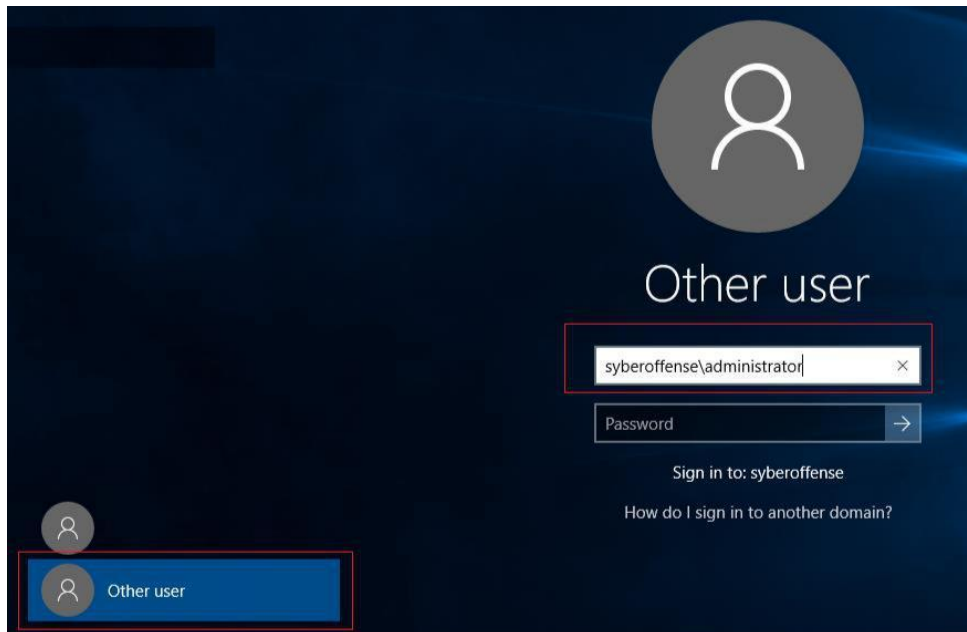 Other user
syberoffense\administrator
Password
Sign in to: syberoffense
How do I sign in to another domain?
Other user